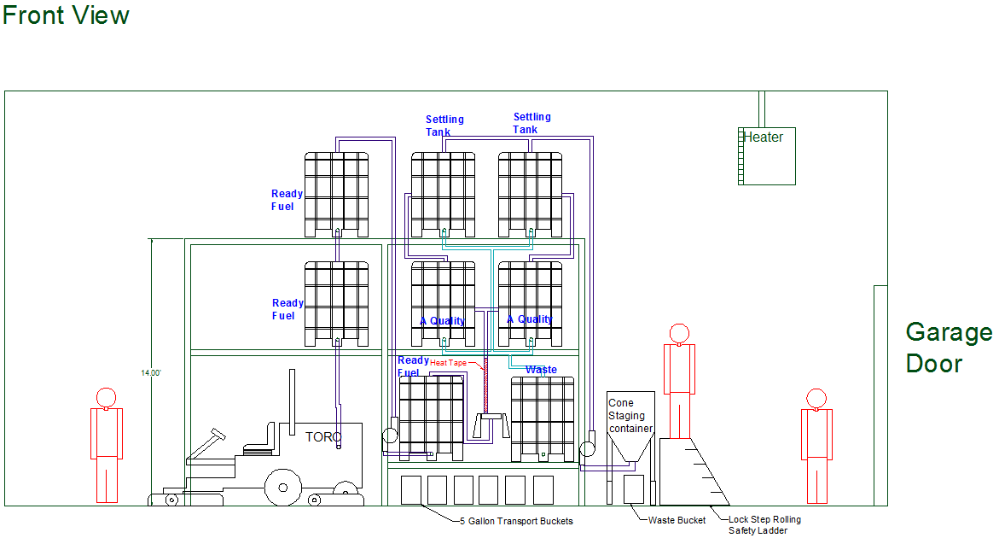 Front View
Settling
Tank
Settling
Tank
Heater
Ready
Fuel
Ready
Fuel
A Quality
A Quality
Garage
Door
14.00'
Ready
Fuel
Heat Tape
Waste
Cone
Staging
container
TORO
5 Gallon Transport Buckets
Waste Bucket
Lock Step Rolling
Safety Ladder